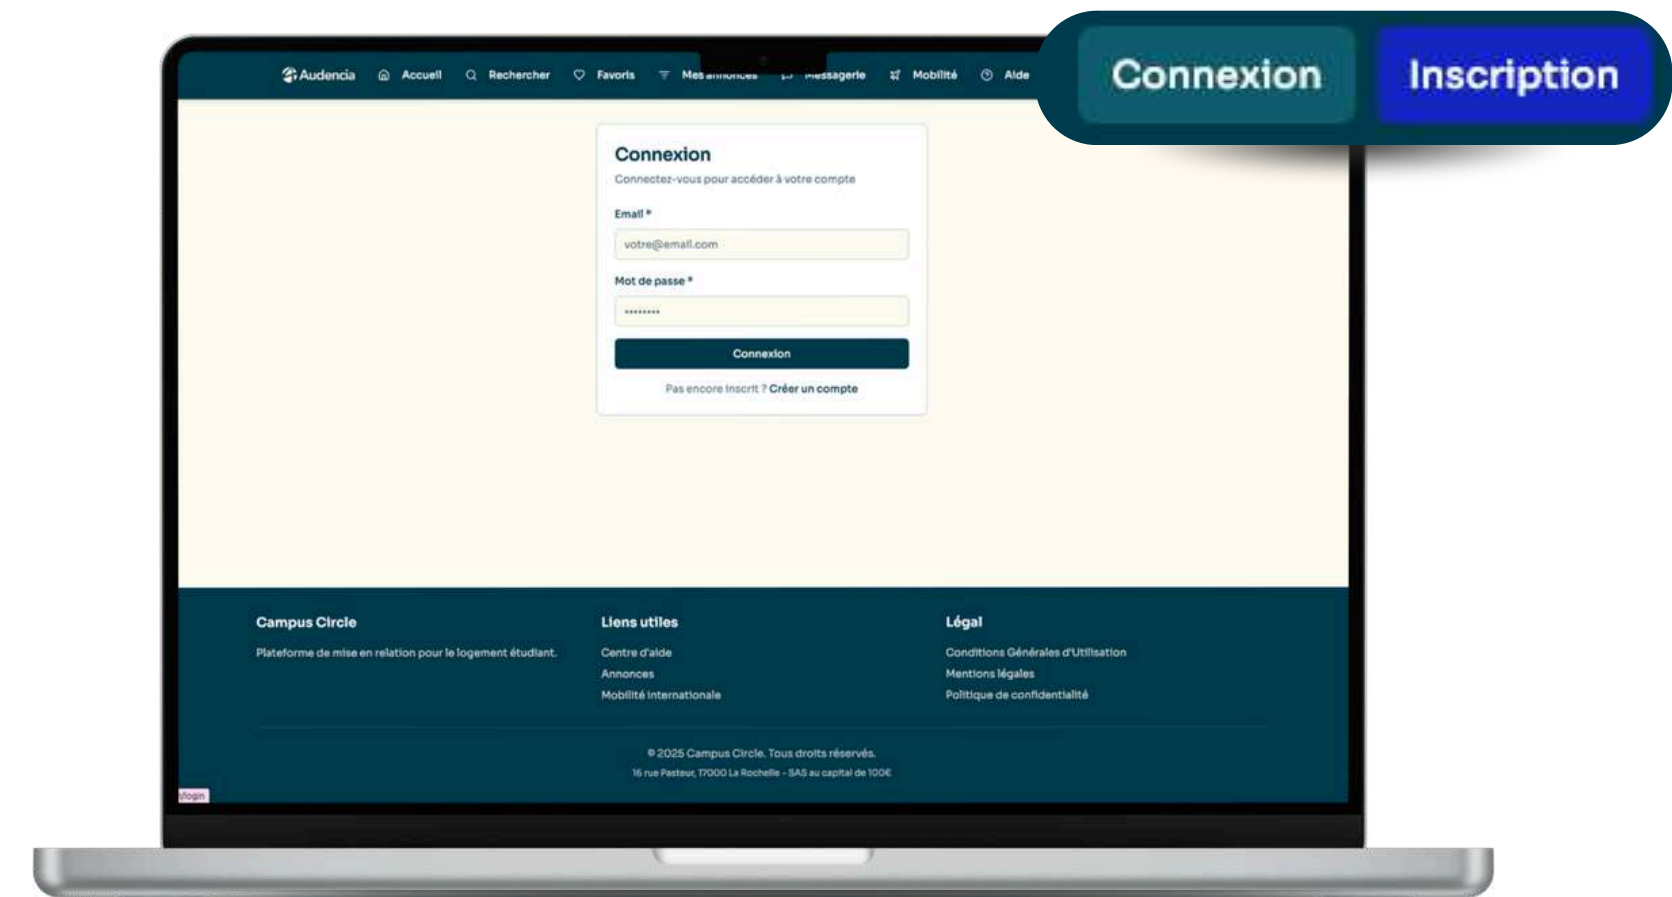 Connexion Inscription
Audencia Accueil Rechercher Favoris Mes annonces Messagerie Mobilité Aide
Connexion
Connectez-vous pour accéder à votre compte
Email *
votre@email.com
Mot de passe *
••••••••
Connexion
Pas encore inscrit ? Créer un compte
Campus Circle
Plateforme de mise en relation pour le logement étudiant.
Liens utiles
Centre d'aide
Annonces
Mobilité internationale
Légal
Conditions Générales d'Utilisation
Mentions légales
Politique de confidentialité
© 2025 Campus Circle. Tous droits réservés.
16 rue Pasteur, 17000 La Rochelle - SAS au capital de 100€
/login